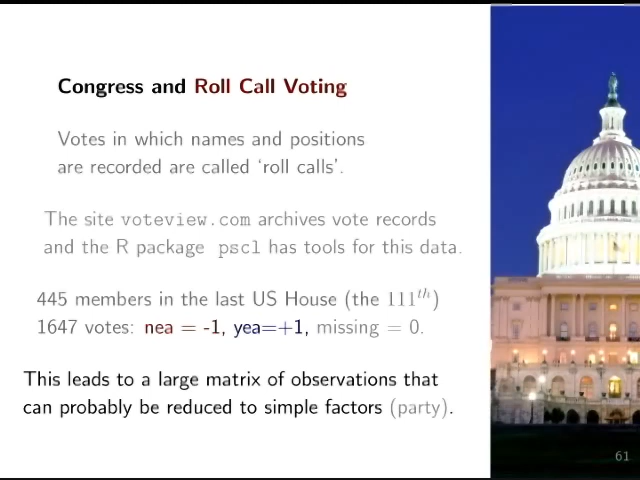 Congress and Roll Call Voting
Votes in which names and positions
are recorded are called ‘roll calls’.
The site voteview.com archives vote records
and the R package pscl has tools for this data.
445 members in the last US House (the 111th)
1647 votes: nea = -1, yea=+1, missing = 0.
This leads to a large matrix of observations that
can probably be reduced to simple factors (party).
61